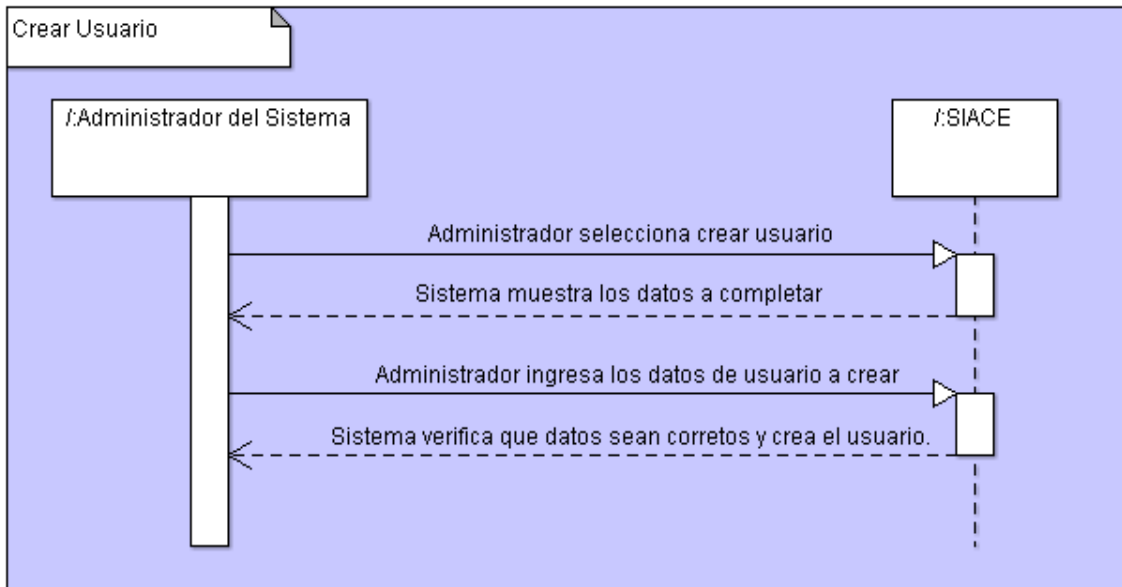 Crear Usuario
/:Administrador del Sistema
/:SIACE
Administrador selecciona crear usuario
Sistema muestra los datos a completar
Administrador ingresa los datos de usuario a crear
Sistema verifica que datos sean corretos y crea el usuario.